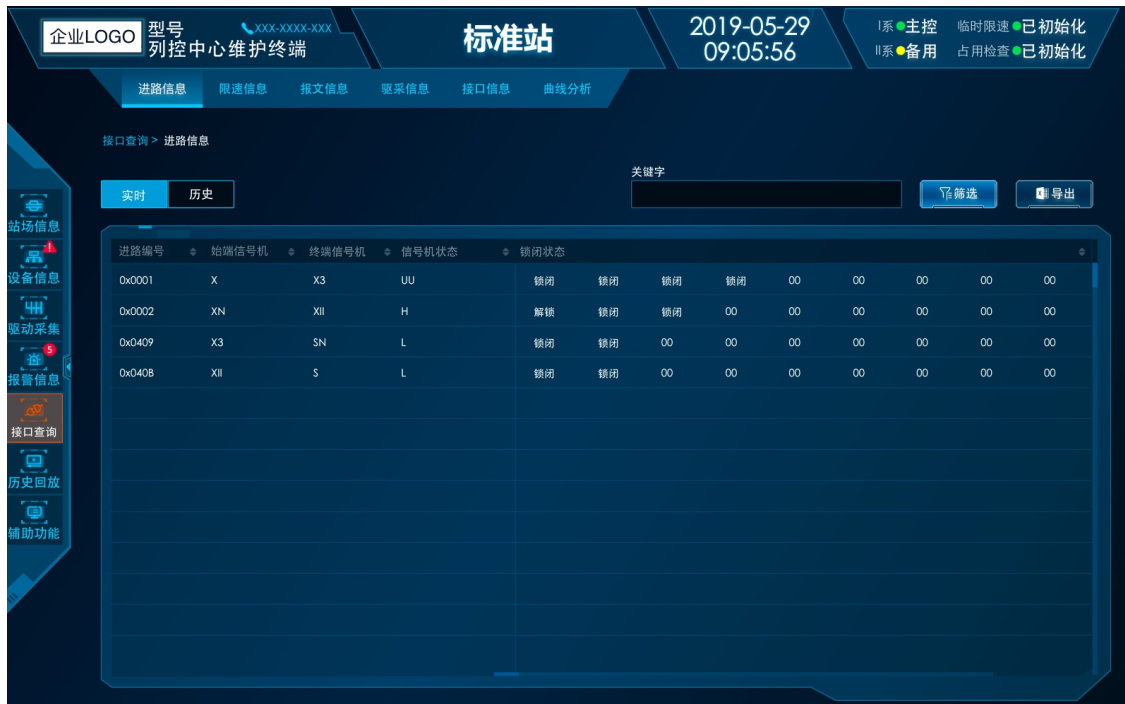 企业LOGO
型号
列控中心维护终端
XXX-XXXX-XXX
标准站
2019-05-29
09:05:56
I系 主控 临时限速 已初始化
II系 备用 占用检查 已初始化
进路信息 限速信息 报文信息 驱采信息 接口信息 曲线分析
接口查询 > 进路信息
实时 历史
关键字
筛选 导出
站场信息
设备信息
!
驱动采集
5
报警信息
接口查询
历史回放
辅助功能
进路编号 始端信号机 终端信号机 信号机状态 锁闭状态
0x0001 X X3 UU 锁闭 锁闭 锁闭 锁闭 00 00 00 00 00
0x0002 XN XII H 解锁 锁闭 锁闭 00 00 00 00 00 00
0x0409 X3 SN L 锁闭 锁闭 00 00 00 00 00 00 00
0x040B XII S L 锁闭 锁闭 00 00 00 00 00 00 00